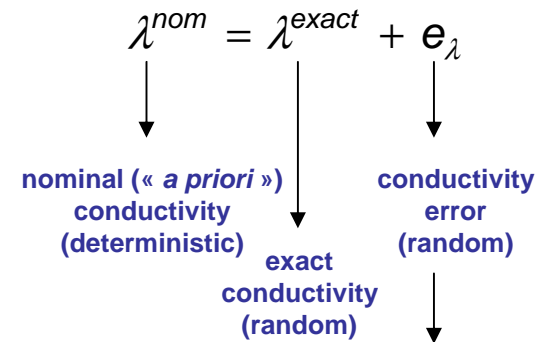 λ^nom = λ^exact + e_λ
nominal (« a priori »)
conductivity
(deterministic)
exact
conductivity
(random)
conductivity
error
(random)